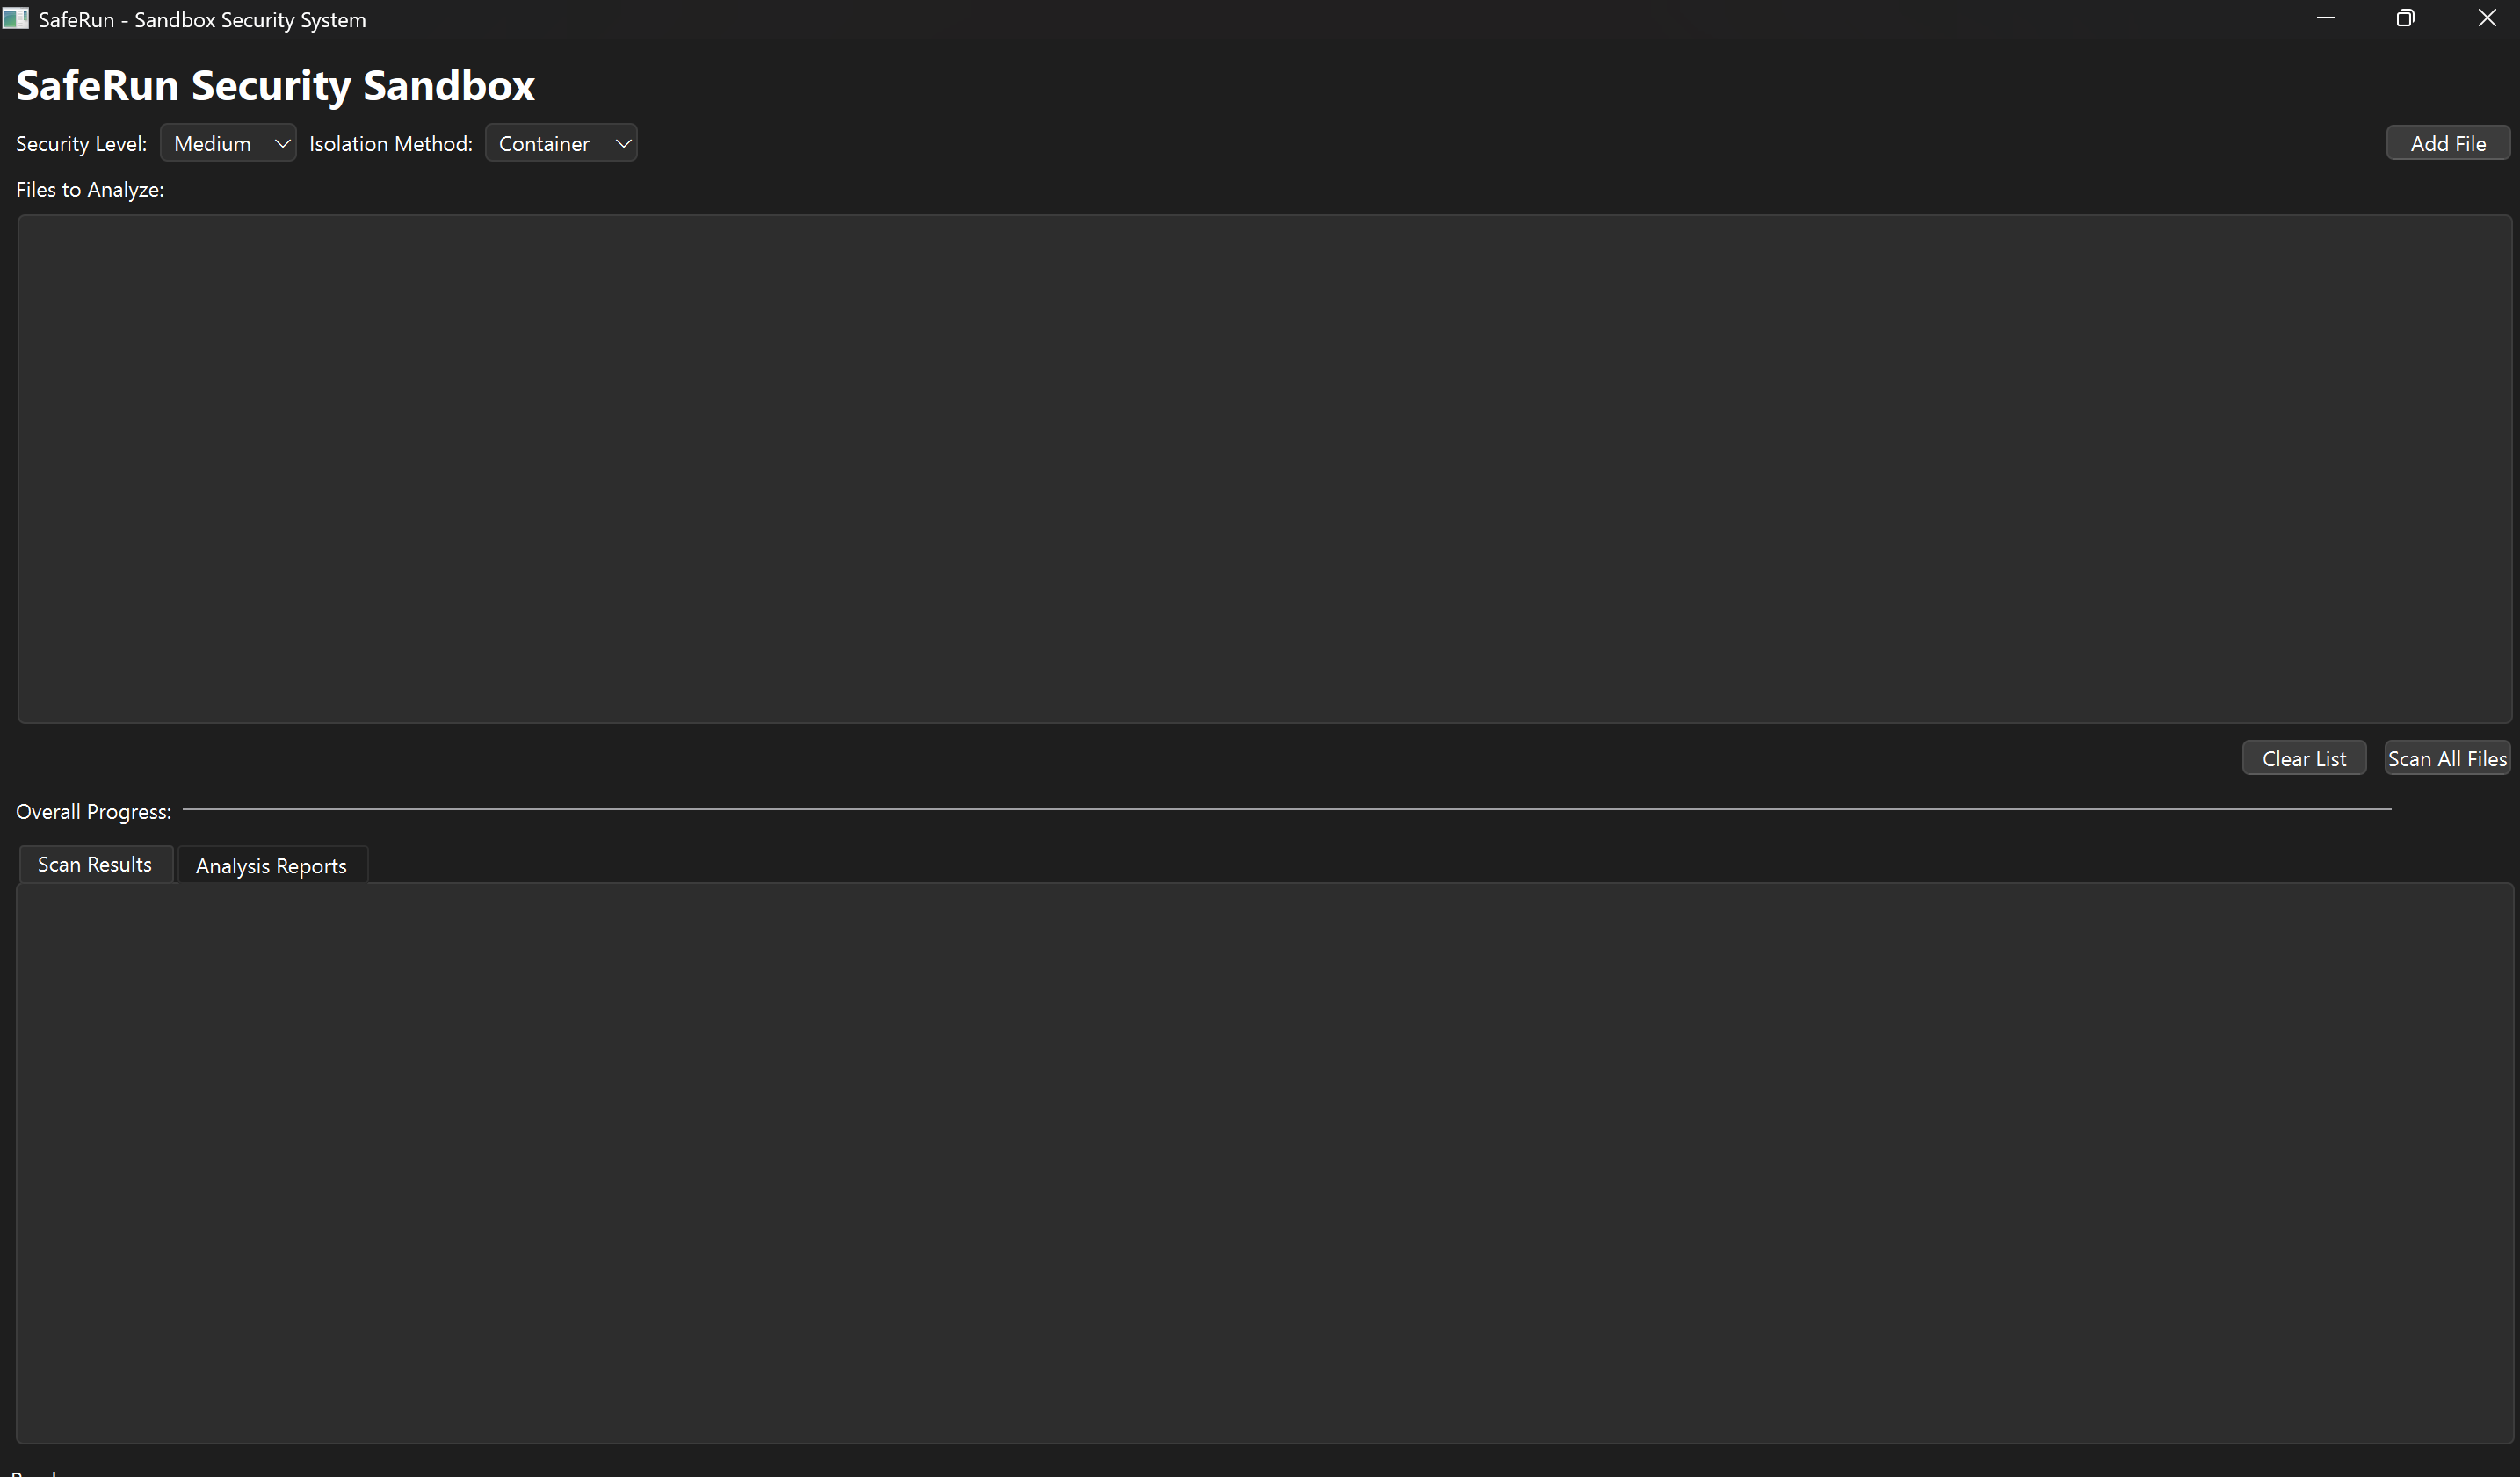 SafeRun - Sandbox Security System
SafeRun Security Sandbox
Security Level: Medium Isolation Method: Container Add File
Files to Analyze:
Clear List Scan All Files
Overall Progress:
Scan Results Analysis Reports